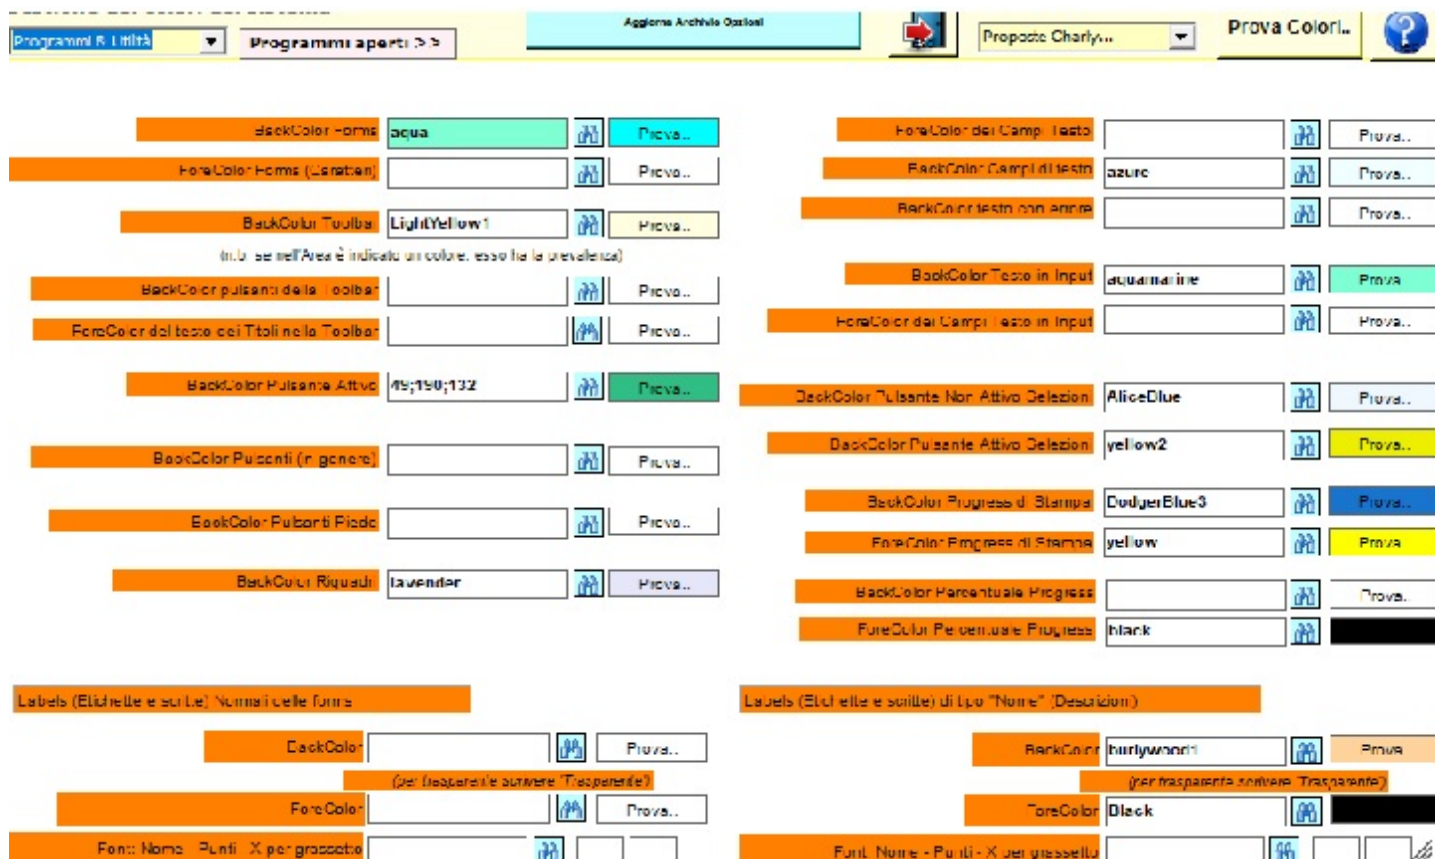 Programmi & Utilità
Programmi aperti >>
Aggiorna Archivio Opzioni
Proposte Charly...
Prova Colori..
?
BackColor Forms aqua Prova..
ForeColor Forms (Caratteri) Prova..
BackColor Toolbar LightYellow1 Prova..
(n.b. se nell'Area è indicato un colore, esso ha la prevalenza)
BackColor pulsanti della Toolbar Prova..
ForeColor del testo dei Titoli nella Toolbar Prova..
BackColor Pulsante Attivo 49;190;132 Prova..
BackColor Pulsanti (in genere) Prova..
BackColor Pulsanti Piede Prova..
BackColor Riquadri lavender Prova..
ForeColor dei Campi Testo Prova..
BackColor Campi di testo azure Prova..
BackColor testo con errore Prova..
BackColor Testo in Input aquamarine Prova
ForeColor dei Campi Testo in Input Prova..
BackColor Pulsante Non Attivo Selezioni AliceBlue Prova..
BackColor Pulsante Attivo Selezioni yellow2 Prova..
BackColor Progress di Stampa DodgerBlue3 Prova..
ForeColor Progress di Stampa yellow Prova
BackColor Percentuale Progress Prova..
ForeColor Percentuale Progress black
Labels (Etichette e scritte) Normali delle forms
BackColor Prova..
(per trasparente scrivere 'Trasparente')
ForeColor Prova..
Font: Nome - Punti - X per grassetto
Labels (Etichette e scritte) di tipo "Nome" (Descrizioni)
BackColor burlywood1 Prova
(per trasparente scrivere 'Trasparente')
ForeColor Black
Font: Nome - Punti - X per grassetto